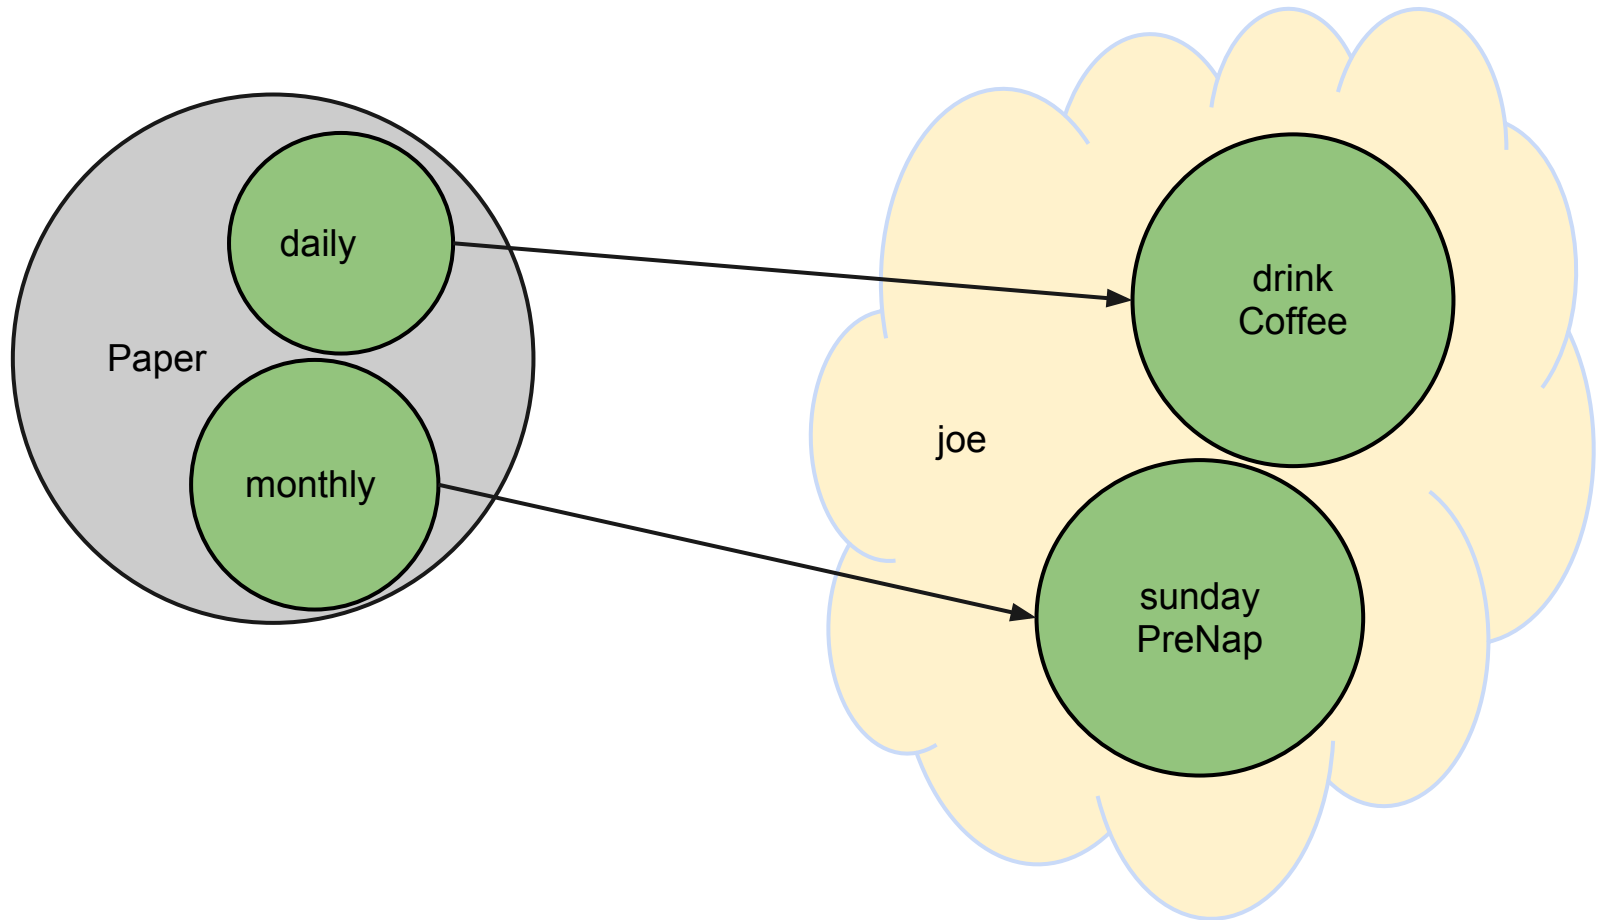 daily
Paper
monthly
drink
Coffee
joe
sunday
PreNap